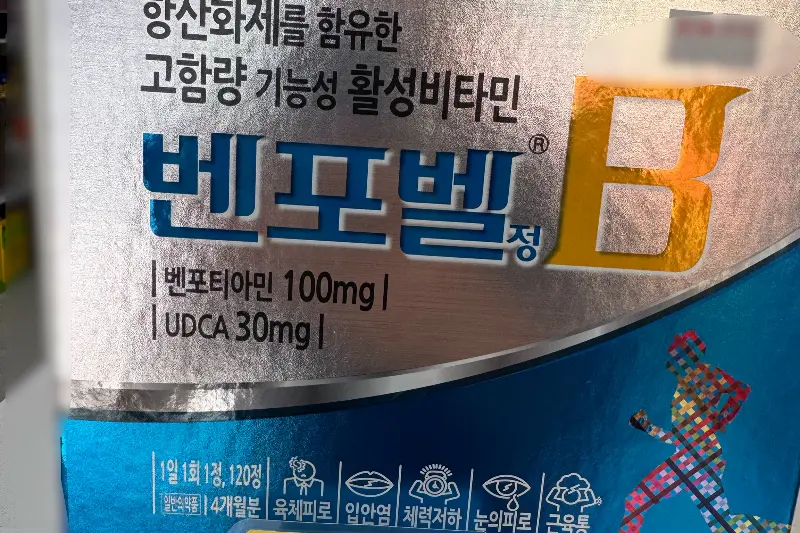 항산화제를 함유한
고함량 기능성 활성비타민
벤포벨®정 B
벤포티아민 100mg
UDCA 30mg
1일 1회 1정, 120정
일반의약품 4개월분
육체피로 입안염 체력저하 눈의피로 근육통